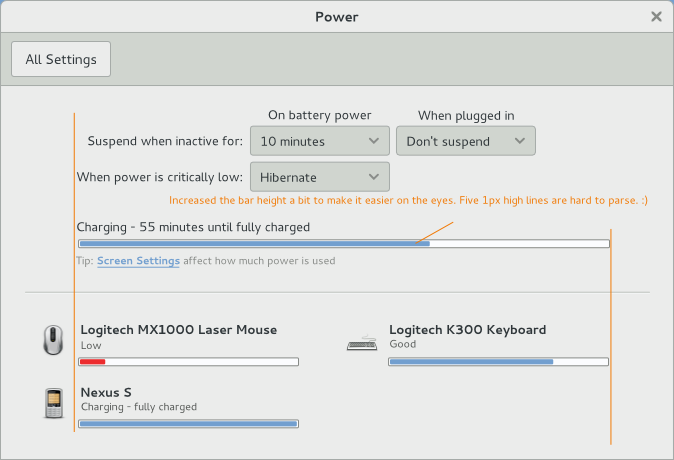 Power
All Settings
On battery power
When plugged in
Suspend when inactive for:
10 minutes
Don't suspend
When power is critically low:
Hibernate
Increased the bar height a bit to make it easier on the eyes. Five 1px high lines are hard to parse. :)
Charging - 55 minutes until fully charged
Tip: Screen Settings affect how much power is used
Logitech MX1000 Laser Mouse
Low
Logitech K300 Keyboard
Good
Nexus S
Charging - fully charged